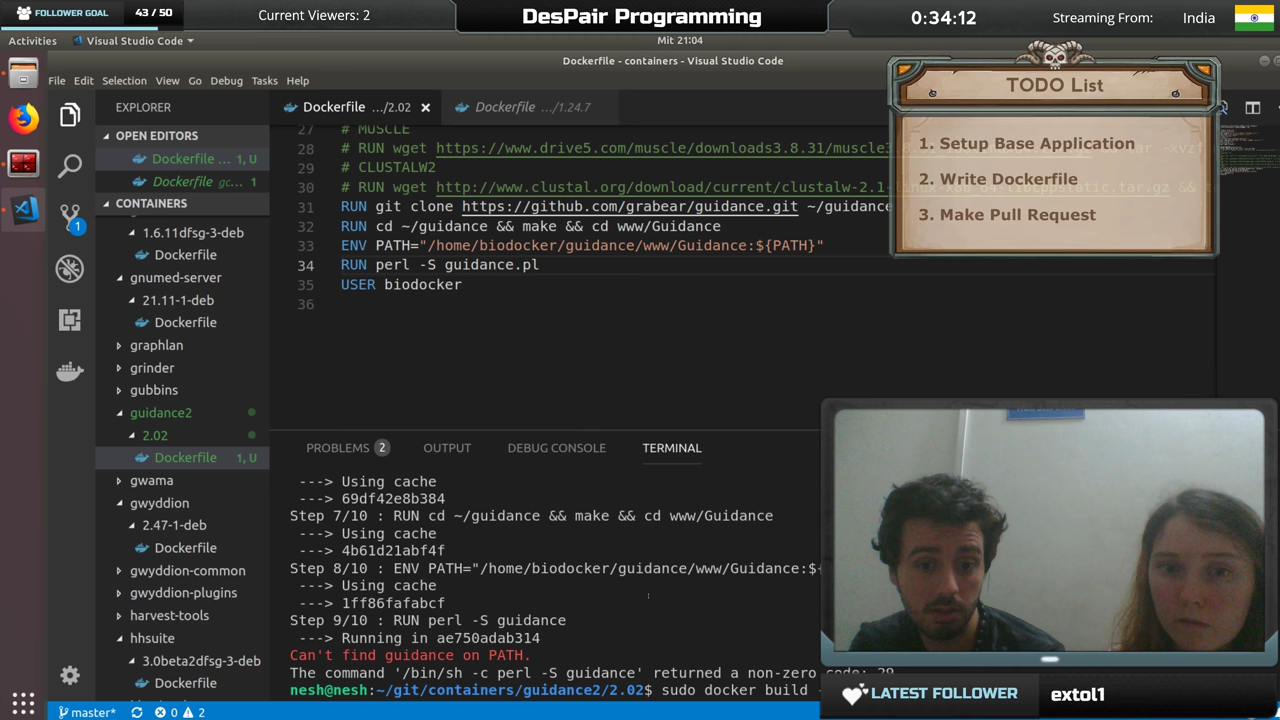 FOLLOWER GOAL
43 / 50
Current Viewers: 2
DesPair Programming
0:34:12
Streaming From:
India
Activities
Visual Studio Code
Mit 21:04
Dockerfile - containers - Visual Studio Code
File Edit Selection View Go Debug Tasks Help
EXPLORER
OPEN EDITORS
Dockerfile ... 1, U
Dockerfile gc... 1
CONTAINERS
1.6.11dfsg-3-deb
Dockerfile
gnumed-server
21.11-1-deb
Dockerfile
graphlan
grinder
gubbins
guidance2
2.02
Dockerfile 1, U
gwama
gwyddion
2.47-1-deb
Dockerfile
gwyddion-common
gwyddion-plugins
harvest-tools
hhsuite
3.0beta2dfsg-3-deb
Dockerfile
1
Dockerfile .../2.02
Dockerfile .../1.24.7
27 # MUSCLE
28 # RUN wget https://www.drive5.com/muscle/downloads3.8.31/muscle3
29 # CLUSTALW2
30 # RUN wget http://www.clustal.org/download/current/clustalw-2.1-linux-x86_64-libcppstatic.tar.gz
31 RUN git clone https://github.com/grabear/guidance.git ~/guidance
32 RUN cd ~/guidance && make && cd www/Guidance
33 ENV PATH="/home/biodocker/guidance/www/Guidance:${PATH}"
34 RUN perl -S guidance.pl
35 USER biodocker
36
TODO List
1. Setup Base Application
2. Write Dockerfile
3. Make Pull Request
PROBLEMS 2 OUTPUT DEBUG CONSOLE TERMINAL
---> Using cache
---> 69df42e8b384
Step 7/10 : RUN cd ~/guidance && make && cd www/Guidance
---> Using cache
---> 4b61d21abf4f
Step 8/10 : ENV PATH="/home/biodocker/guidance/www/Guidance:${
---> Using cache
---> 1ff86fafabcf
Step 9/10 : RUN perl -S guidance
---> Running in ae750adab314
Can't find guidance on PATH.
The command '/bin/sh -c perl -S guidance' returned a non-zero code: 29
nesh@nesh:~/git/containers/guidance2/2.02$ sudo docker build
master* 0 2
LATEST FOLLOWER
extol1